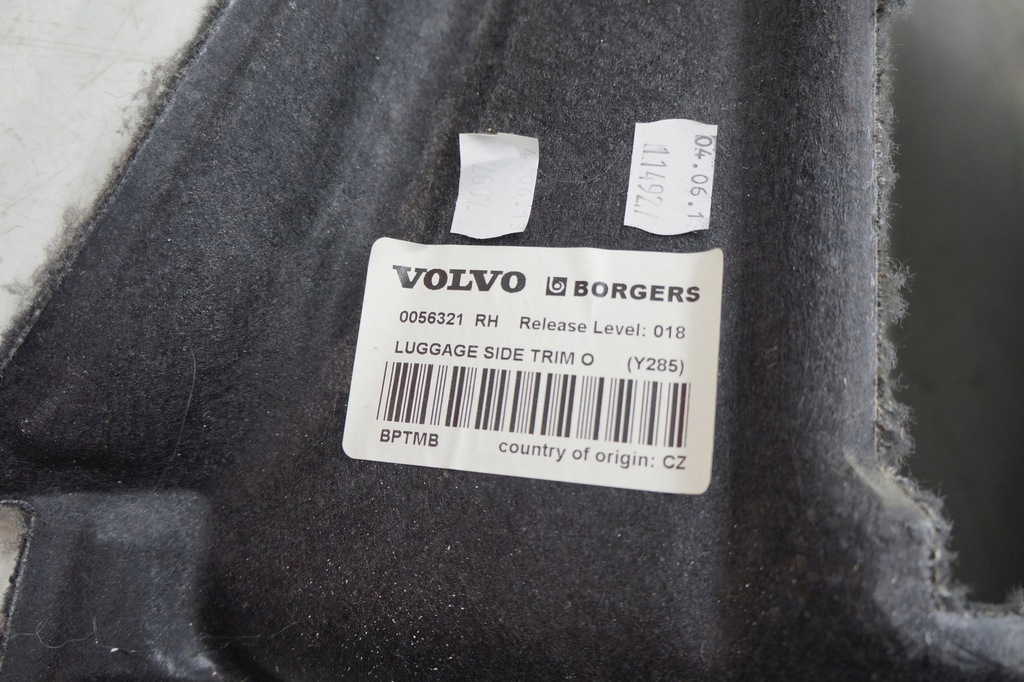 04.06.1
VOLVO BORGERS
0056321 RH Release Level: 018
LUGGAGE SIDE TRIM O (Y285)
BPTMB
country of origin: CZ